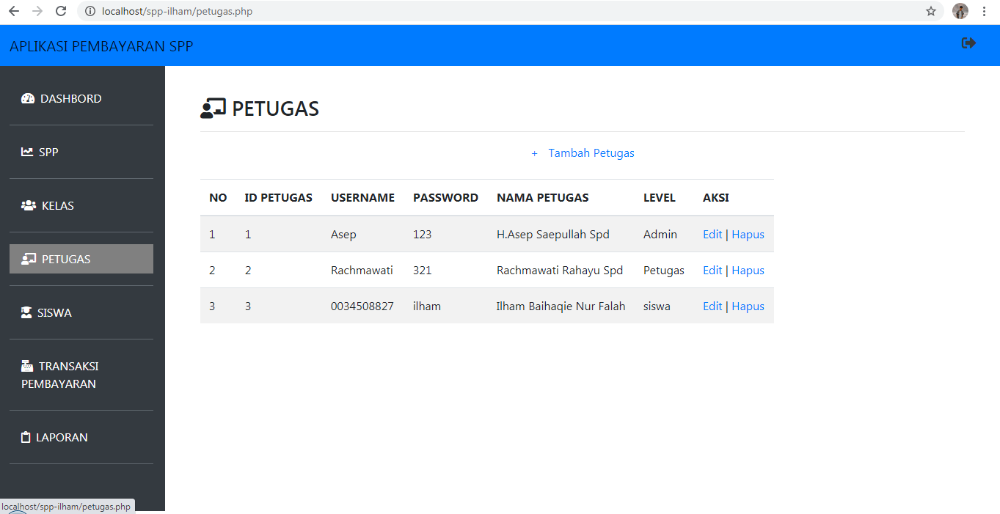 localhost/spp-ilham/petugas.php
APLIKASI PEMBAYARAN SPP
DASHBORD
SPP
KELAS
PETUGAS
SISWA
TRANSAKSI
PEMBAYARAN
LAPORAN
PETUGAS
+ Tambah Petugas
NO ID PETUGAS USERNAME PASSWORD NAMA PETUGAS LEVEL AKSI
1 1 Asep 123 H.Asep Saepullah Spd Admin Edit | Hapus
2 2 Rachmawati 321 Rachmawati Rahayu Spd Petugas Edit | Hapus
3 3 0034508827 ilham Ilham Baihaqie Nur Falah siswa Edit | Hapus
localhost/spp-ilham/petugas.php